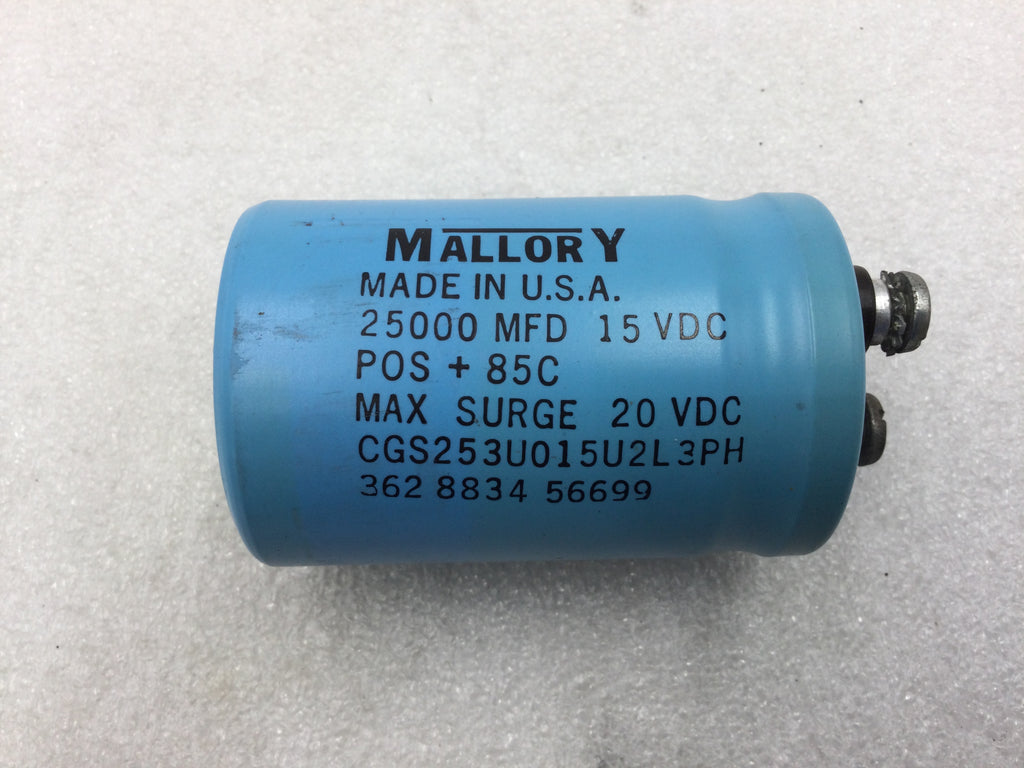 MALLORY
MADE IN U.S.A.
25000 MFD 15 VDC
POS + 85C
MAX SURGE 20 VDC
CGS253U015U2L3PH
362 8834 56699